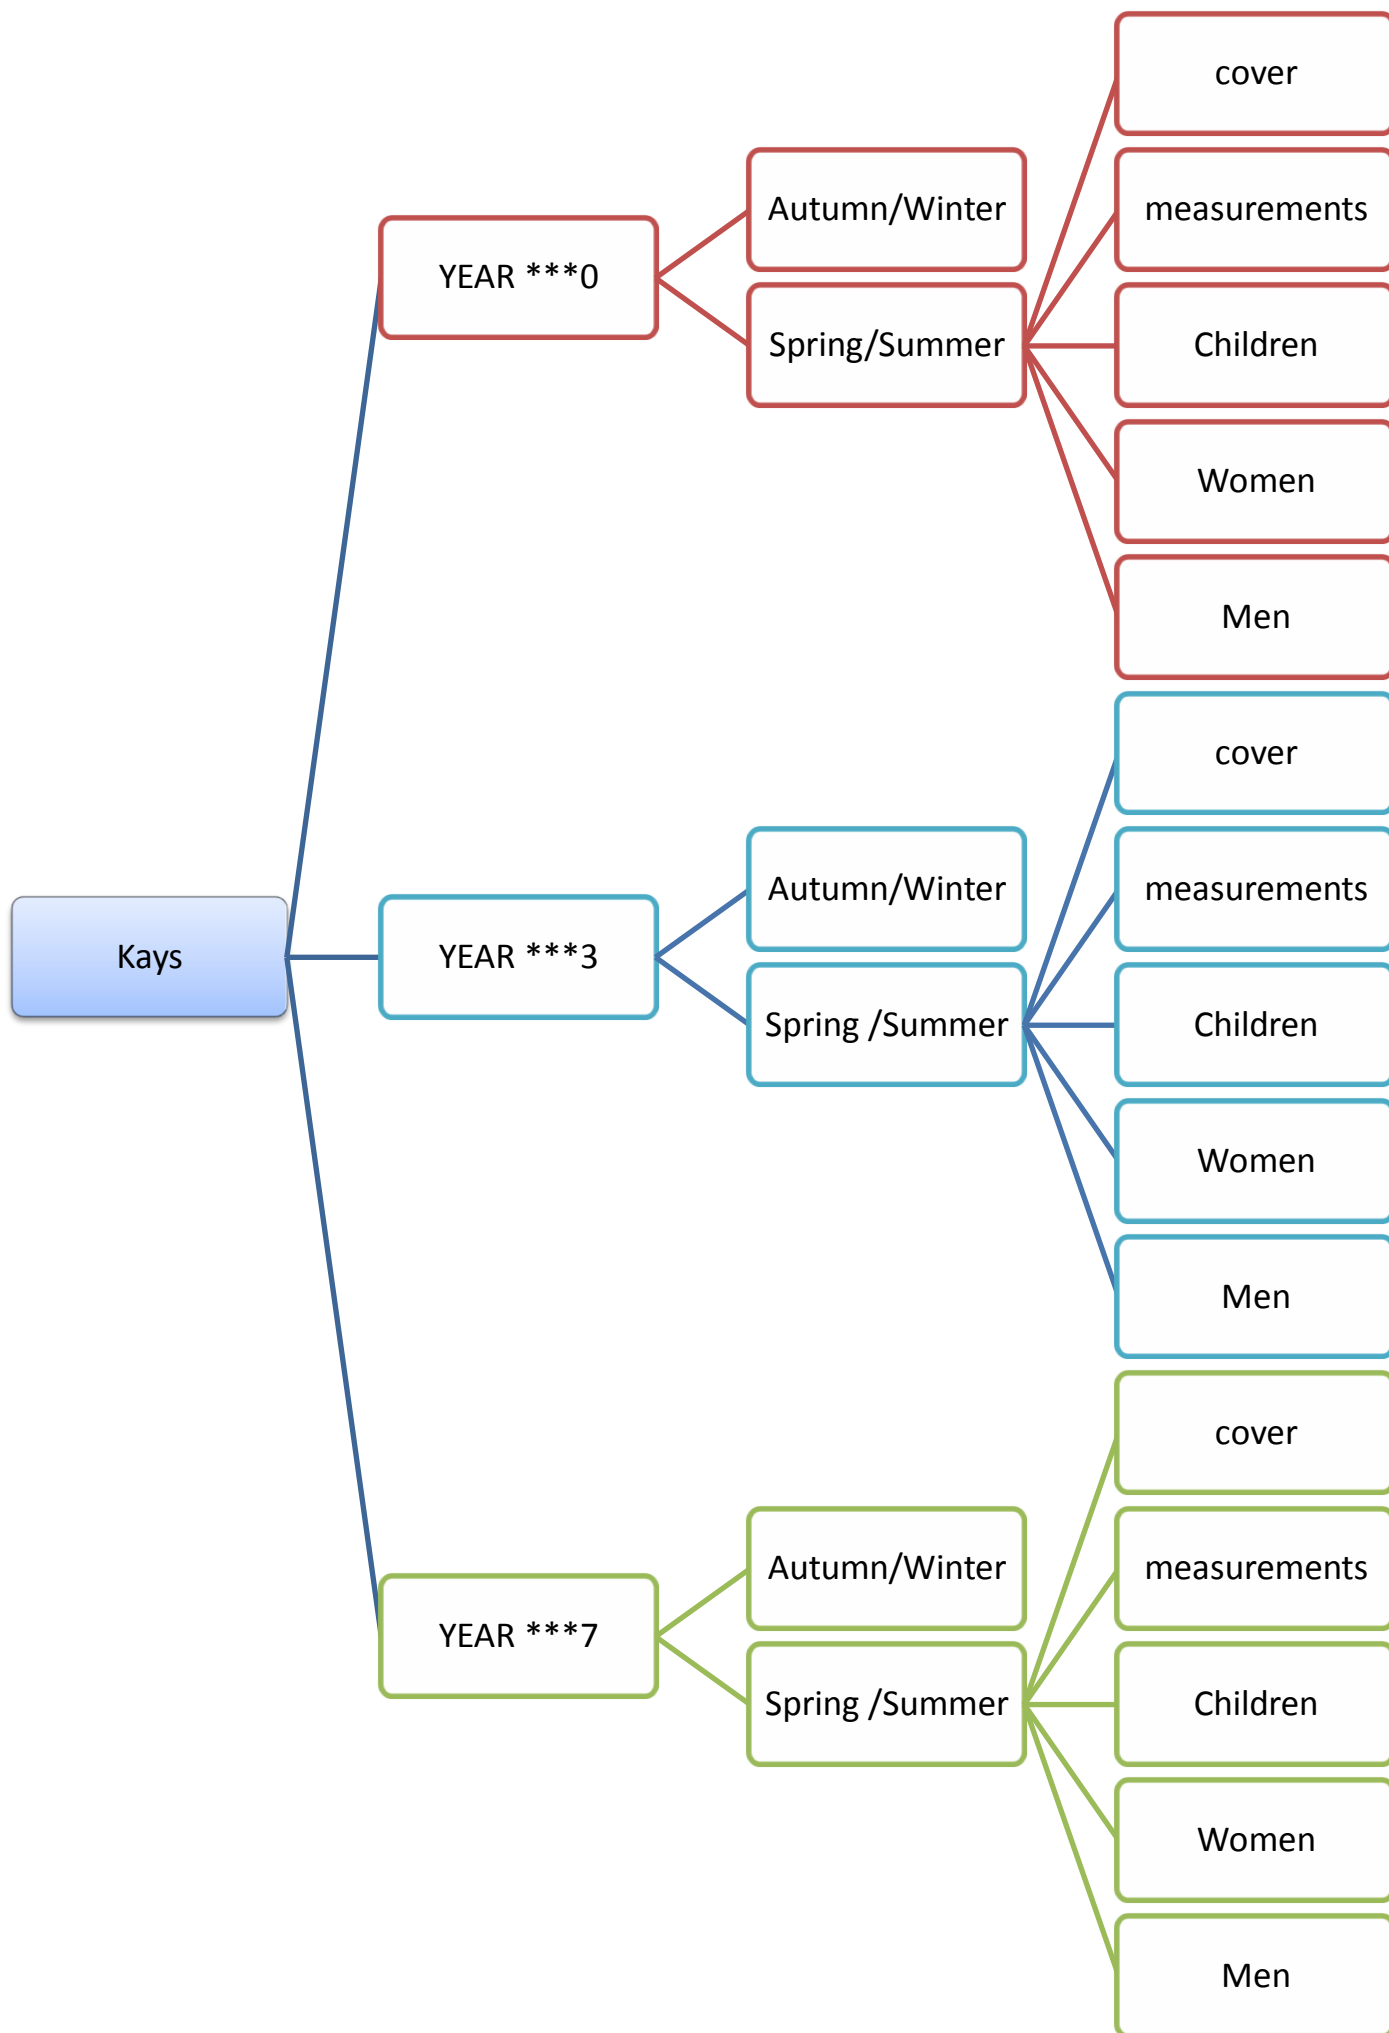 Kays
YEAR ***0
Autumn/Winter
Spring/Summer
cover
measurements
Children
Women
Men
YEAR ***3
Autumn/Winter
Spring /Summer
cover
measurements
Children
Women
Men
YEAR ***7
Autumn/Winter
Spring /Summer
cover
measurements
Children
Women
Men